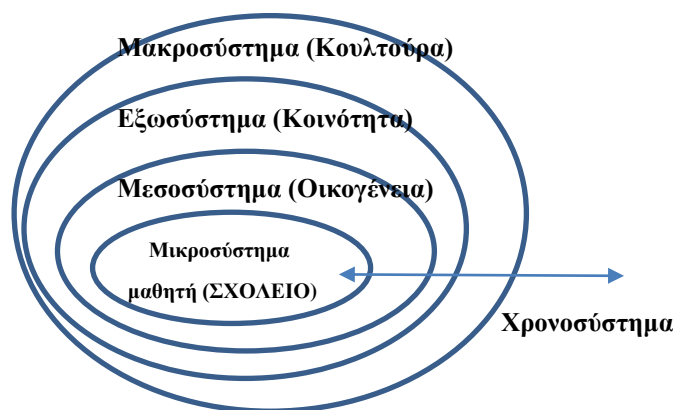 Μακροσύστημα (Κουλτούρα)
Εξωσύστημα (Κοινότητα)
Μεσοσύστημα (Οικογένεια)
Μικροσύστημα
μαθητή (ΣΧΟΛΕΙΟ)
Χρονοσύστημα